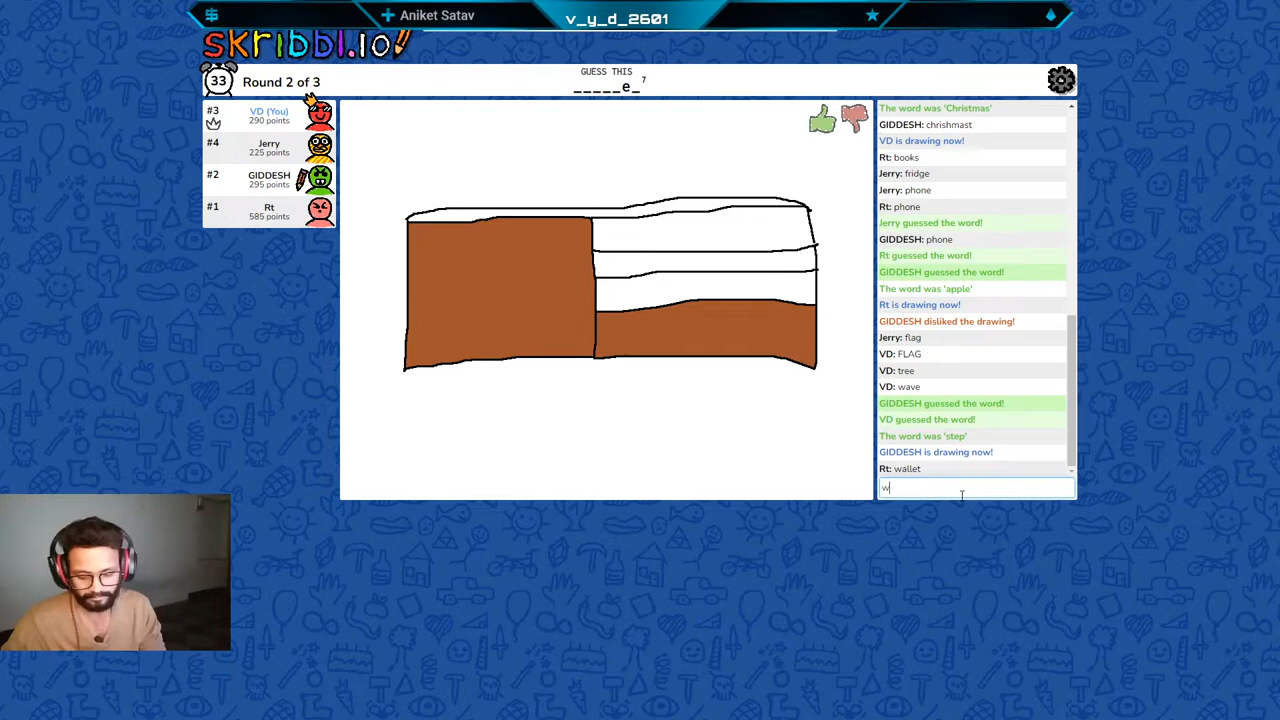 Aniket Satav
v_y_d_2601
skribbl.io
33
Round 2 of 3
GUESS THIS
_____e_ 7
#3
VD (You)
290 points
#4
Jerry
225 points
#2
GIDDESH
295 points
#1
Rt
585 points
The word was 'Christmas'
GIDDESH: chrishmast
VD is drawing now!
Rt: books
Jerry: fridge
Jerry: phone
Rt: phone
Jerry guessed the word!
GIDDESH: phone
Rt guessed the word!
GIDDESH guessed the word!
The word was 'apple'
Rt is drawing now!
GIDDESH disliked the drawing!
Jerry: flag
VD: FLAG
VD: tree
VD: wave
GIDDESH guessed the word!
VD guessed the word!
The word was 'step'
GIDDESH is drawing now!
Rt: wallet
w